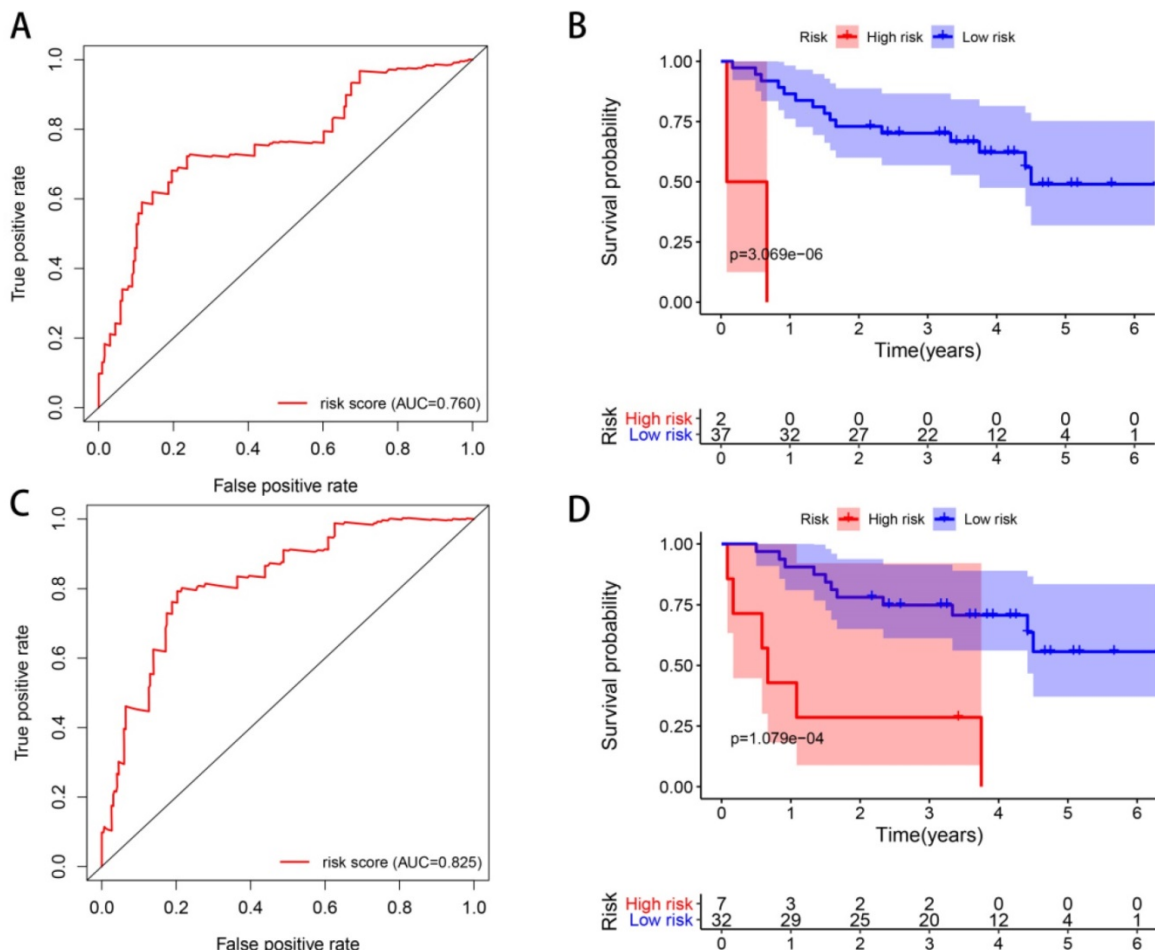 A
True positive rate
1.0
0.8
0.6
0.4
0.2
0.0
risk score (AUC=0.760)
0.0 0.2 0.4 0.6 0.8 1.0
False positive rate
B
Risk High risk Low risk
Survival probability
1.00
0.75
0.50
0.25
0.00
p=3.069e−06
0 1 2 3 4 5 6
Time(years)
Risk
High risk 2 0 0 0 0 0 0
Low risk 37 32 27 22 12 4 1
0 1 2 3 4 5 6
C
True positive rate
1.0
0.8
0.6
0.4
0.2
0.0
risk score (AUC=0.825)
0.0 0.2 0.4 0.6 0.8 1.0
False positive rate
D
Risk High risk Low risk
Survival probability
1.00
0.75
0.50
0.25
0.00
p=1.079e−04
0 1 2 3 4 5 6
Time(years)
Risk
High risk 7 3 2 2 0 0 0
Low risk 32 29 25 20 12 4 1
0 1 2 3 4 5 6